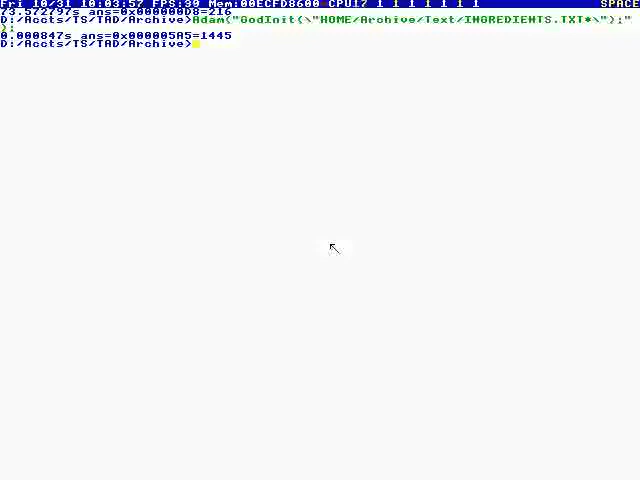 Fri 10/31 10:03:57 FPS:30 Mem:00ECFD8600 CPU17 1 1 1 1 1 1 1 SPACE
73.572797s ans=0x000000D8=216
D:/Accts/TS/TAD/Archive>Adam("GodInit(\"HOME/Archive/Text/INGREDIENTS.TXT*\");"
);
0.000847s ans=0x000005A5=1445
D:/Accts/TS/TAD/Archive>